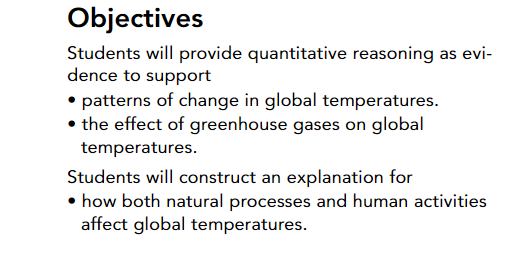 Objectives
Students will provide quantitative reasoning as evi-
dence to support
• patterns of change in global temperatures.
• the effect of greenhouse gases on global
temperatures.
Students will construct an explanation for
• how both natural processes and human activities
affect global temperatures.